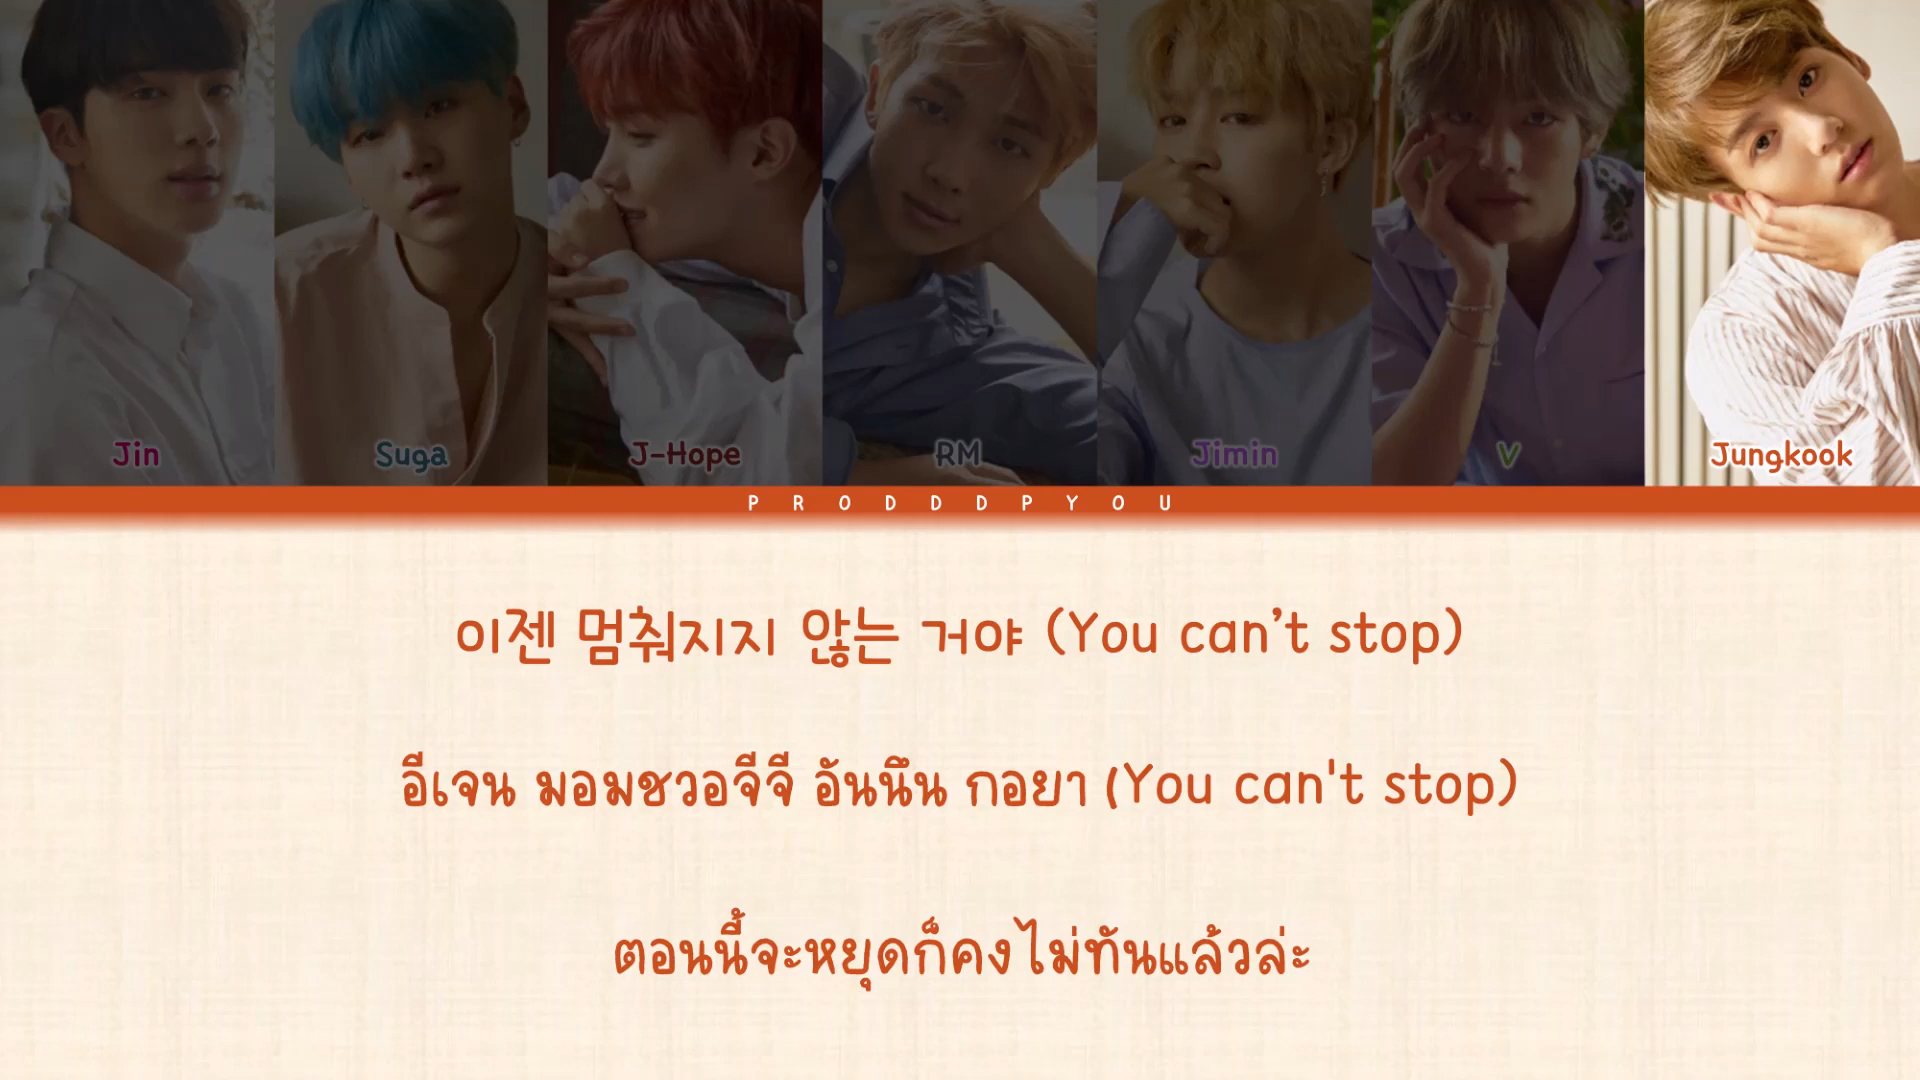 Jin Suga J-Hope RM Jimin V Jungkook
PRODDDPYOU
이젠 멈춰지지 않는 거야 (You can’t stop)
อีเจน มอมชวอจีจี อันนึน กอยา (You can't stop)
ตอนนี้จะหยุดก็คงไม่ทันแล้วล่ะ